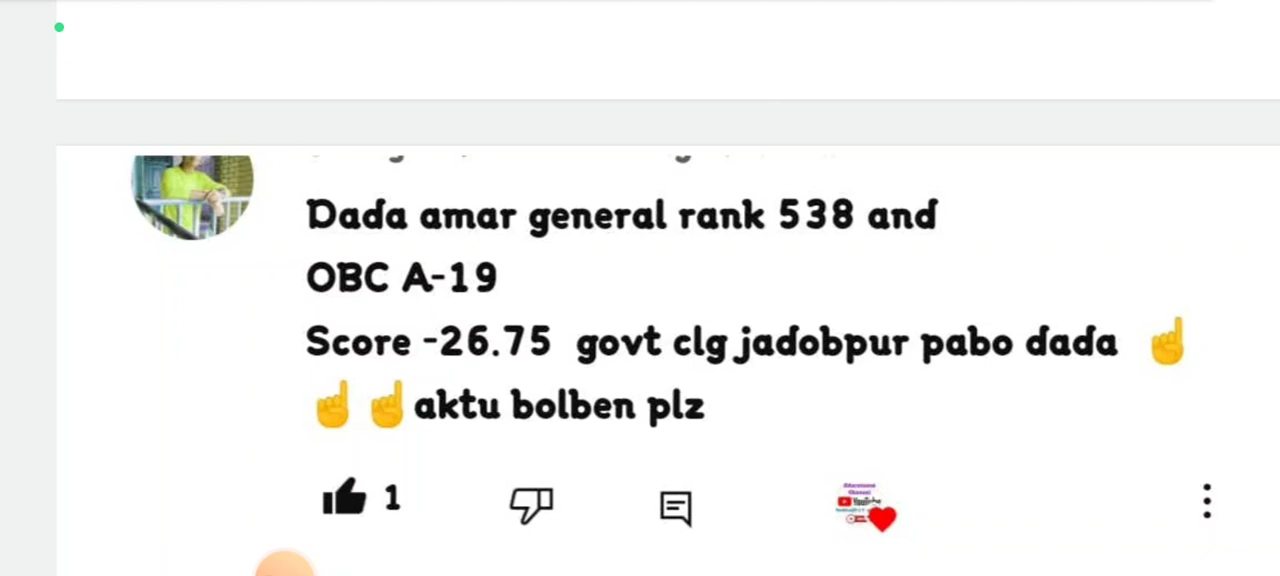 Dada amar general rank 538 and
OBC A-19
Score -26.75 govt clg jadobpur pabo dada ☝
☝☝aktu bolben plz
1